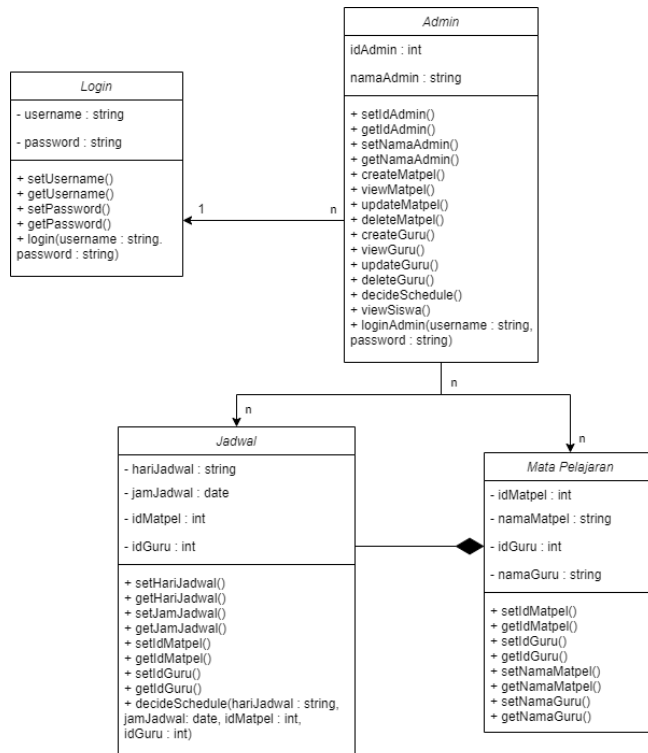 Admin
idAdmin : int
namaAdmin : string
+ setIdAdmin()
+ getIdAdmin()
+ setNamaAdmin()
+ getNamaAdmin()
+ createMatpel()
+ viewMatpel()
+ updateMatpel()
+ deleteMatpel()
+ createGuru()
+ viewGuru()
+ updateGuru()
+ deleteGuru()
+ decideSchedule()
+ viewSiswa()
+ loginAdmin(username : string,
password : string)
Login
- username : string
- password : string
+ setUsername()
+ getUsername()
+ setPassword()
+ getPassword()
+ login(username : string.
password : string)
1
n
n
n
n
Jadwal
- hariJadwal : string
- jamJadwal : date
- idMatpel : int
- idGuru : int
+ setHariJadwal()
+ getHariJadwal()
+ setJamJadwal()
+ getJamJadwal()
+ setIdMatpel()
+ getIdMatpel()
+ setIdGuru()
+ getIdGuru()
+ decideSchedule(hariJadwal : string,
jamJadwal: date, idMatpel : int,
idGuru : int)
Mata Pelajaran
- idMatpel : int
- namaMatpel : string
- idGuru : int
- namaGuru : string
+ setIdMatpel()
+ getIdMatpel()
+ setIdGuru()
+ getIdGuru()
+ setNamaMatpel()
+ getNamaMatpel()
+ setNamaGuru()
+ getNamaGuru()